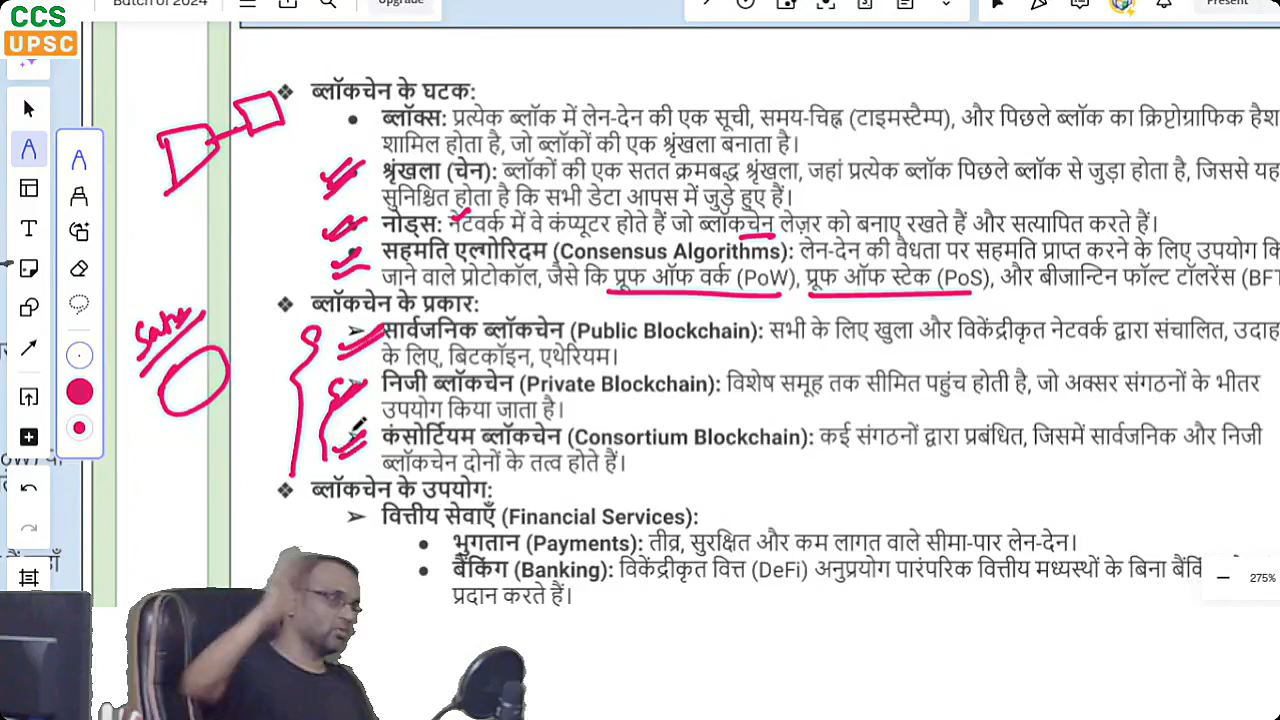 CCS
UPSC
Batch of 2024
Upgrade
Present
❖ ब्लॉकचेन के घटक:
● ब्लॉक्स: प्रत्येक ब्लॉक में लेन-देन की एक सूची, समय-चिह्न (टाइमस्टैम्प), और पिछले ब्लॉक का क्रिप्टोग्राफिक हैश
शामिल होता है, जो ब्लॉकों की एक श्रृंखला बनाता है।
श्रृंखला (चेन): ब्लॉकों की एक सतत क्रमबद्ध श्रृंखला, जहां प्रत्येक ब्लॉक पिछले ब्लॉक से जुड़ा होता है, जिससे यह
सुनिश्चित होता है कि सभी डेटा आपस में जुड़े हुए हैं।
नोड्स: नेटवर्क में वे कंप्यूटर होते हैं जो ब्लॉकचेन लेज़र को बनाए रखते हैं और सत्यापित करते हैं।
सहमति एल्गोरिदम (Consensus Algorithms): लेन-देन की वैधता पर सहमति प्राप्त करने के लिए उपयोग कि
जाने वाले प्रोटोकॉल, जैसे कि प्रूफ ऑफ वर्क (PoW), प्रूफ ऑफ स्टेक (PoS), और बीजान्टिन फॉल्ट टॉलरेंस (BFT
❖ ब्लॉकचेन के प्रकार:
➢ सार्वजनिक ब्लॉकचेन (Public Blockchain): सभी के लिए खुला और विकेंद्रीकृत नेटवर्क द्वारा संचालित, उदाह
के लिए, बिटकॉइन, एथेरियम।
निजी ब्लॉकचेन (Private Blockchain): विशेष समूह तक सीमित पहुंच होती है, जो अक्सर संगठनों के भीतर
उपयोग किया जाता है।
कंसोर्टियम ब्लॉकचेन (Consortium Blockchain): कई संगठनों द्वारा प्रबंधित, जिसमें सार्वजनिक और निजी
ब्लॉकचेन दोनों के तत्व होते हैं।
❖ ब्लॉकचेन के उपयोग:
➢ वित्तीय सेवाएँ (Financial Services):
● भुगतान (Payments): तीव्र, सुरक्षित और कम लागत वाले सीमा-पार लेन-देन।
● बैंकिंग (Banking): विकेंद्रीकृत वित्त (DeFi) अनुप्रयोग पारंपरिक वित्तीय मध्यस्थों के बिना बैंकिं
प्रदान करते हैं।
275%